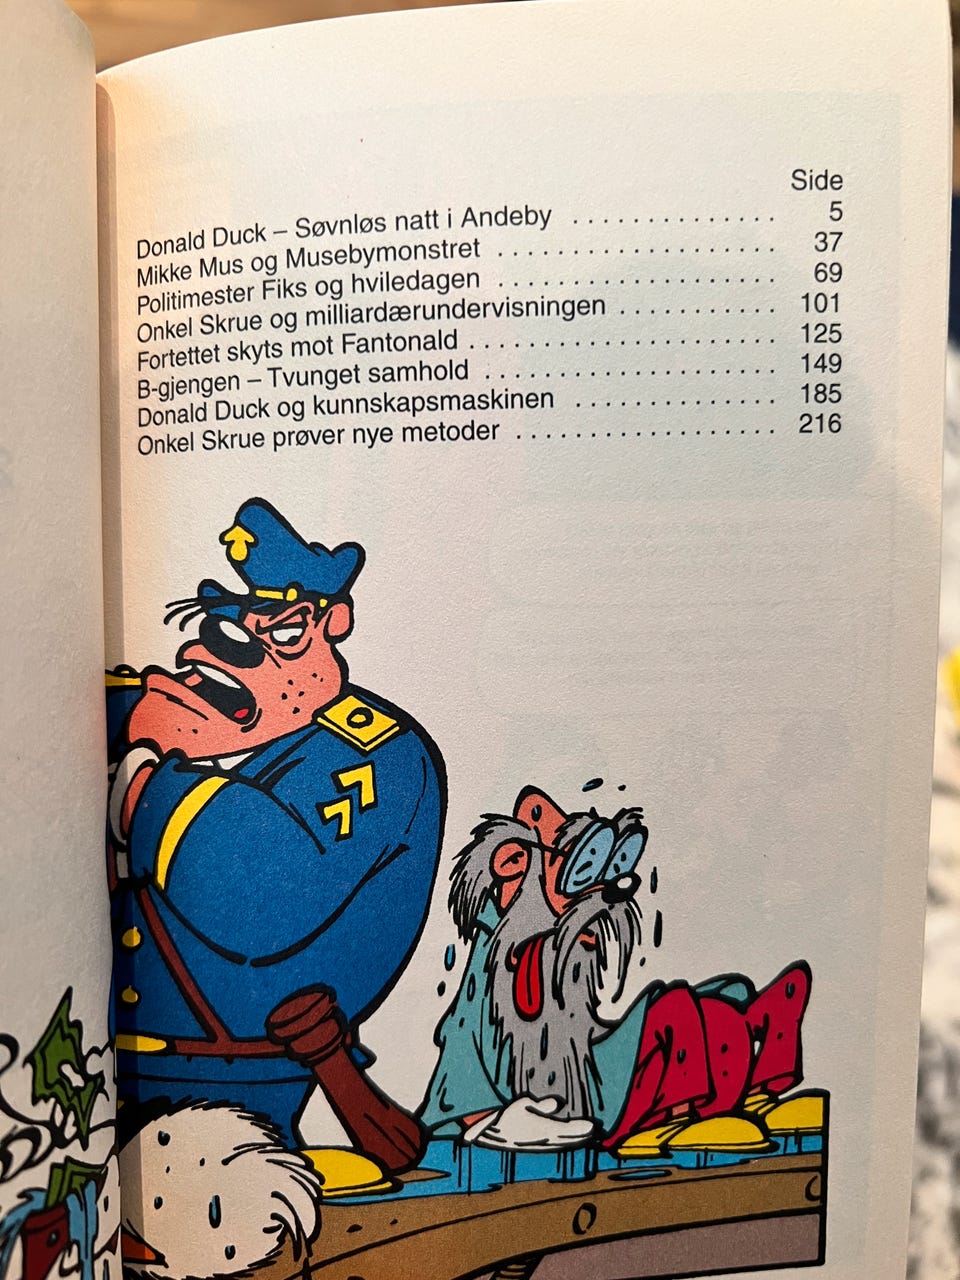 Side
Donald Duck – Søvnløs natt i Andeby . . . . . . . . . . . . . . 5
Mikke Mus og Musebymonstret . . . . . . . . . . . . . . . . . . 37
Politimester Fiks og hviledagen . . . . . . . . . . . . . . . . . . 69
Onkel Skrue og milliardærundervisningen . . . . . . . . . . . 101
Fortettet skyts mot Fantonald . . . . . . . . . . . . . . . . . . . . 125
B-gjengen – Tvunget samhold . . . . . . . . . . . . . . . . . . . 149
Donald Duck og kunnskapsmaskinen . . . . . . . . . . . . . . 185
Onkel Skrue prøver nye metoder . . . . . . . . . . . . . . . . . . 216